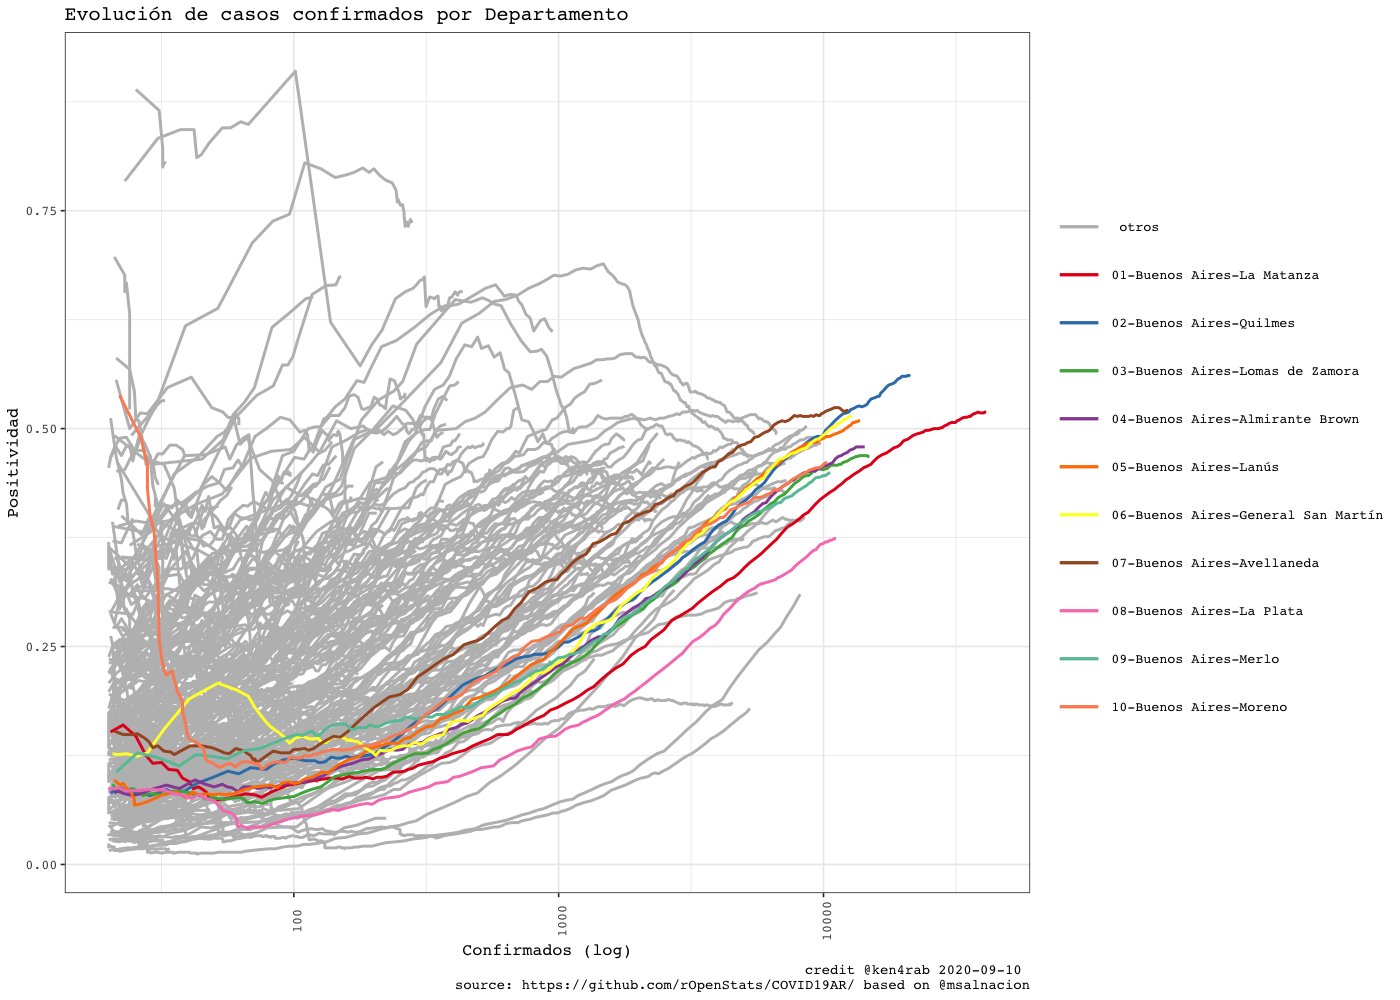 Evolución de casos confirmados por Departamento
Positividad
0.75
0.50
0.25
0.00
100
1000
10000
Confirmados (log)
otros
01-Buenos Aires-La Matanza
02-Buenos Aires-Quilmes
03-Buenos Aires-Lomas de Zamora
04-Buenos Aires-Almirante Brown
05-Buenos Aires-Lanús
06-Buenos Aires-General San Martín
07-Buenos Aires-Avellaneda
08-Buenos Aires-La Plata
09-Buenos Aires-Merlo
10-Buenos Aires-Moreno
credit @ken4rab 2020-09-10
source: https://github.com/rOpenStats/COVID19AR/ based on @msalnacion